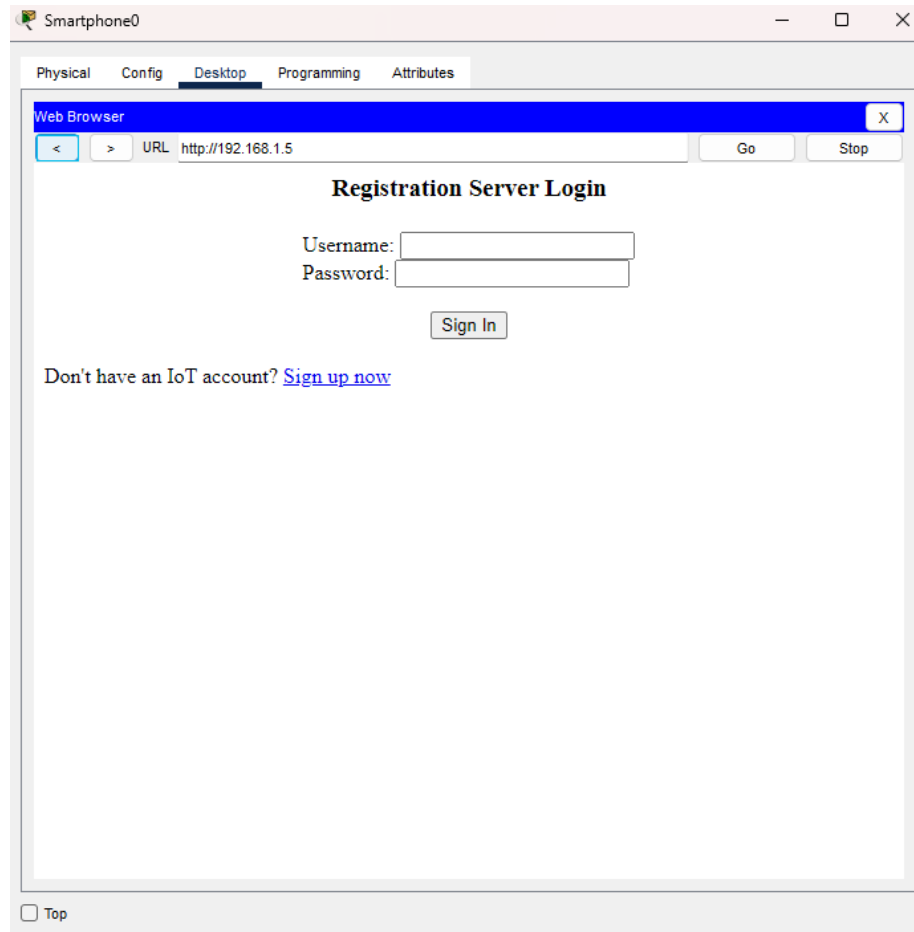 Smartphone0
Physical Config Desktop Programming Attributes
Web Browser X
< > URL http://192.168.1.5 Go Stop
Registration Server Login
Username:
Password:
Sign In
Don't have an IoT account? Sign up now
Top